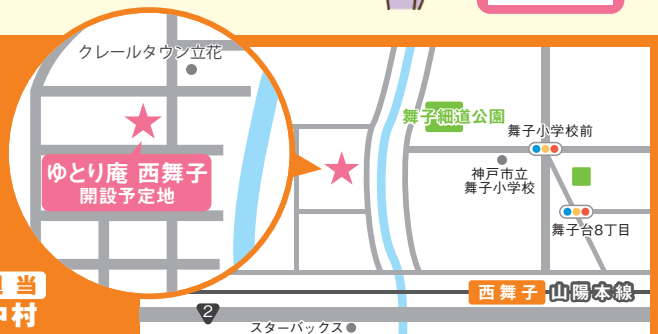 クレールタウン立花
ゆとり庵 西舞子
開設予定地
舞子細道公園
舞子小学校前
神戸市立
舞子小学校
舞子台8丁目
西舞子 山陽本線
2
スターバックス
当
中村